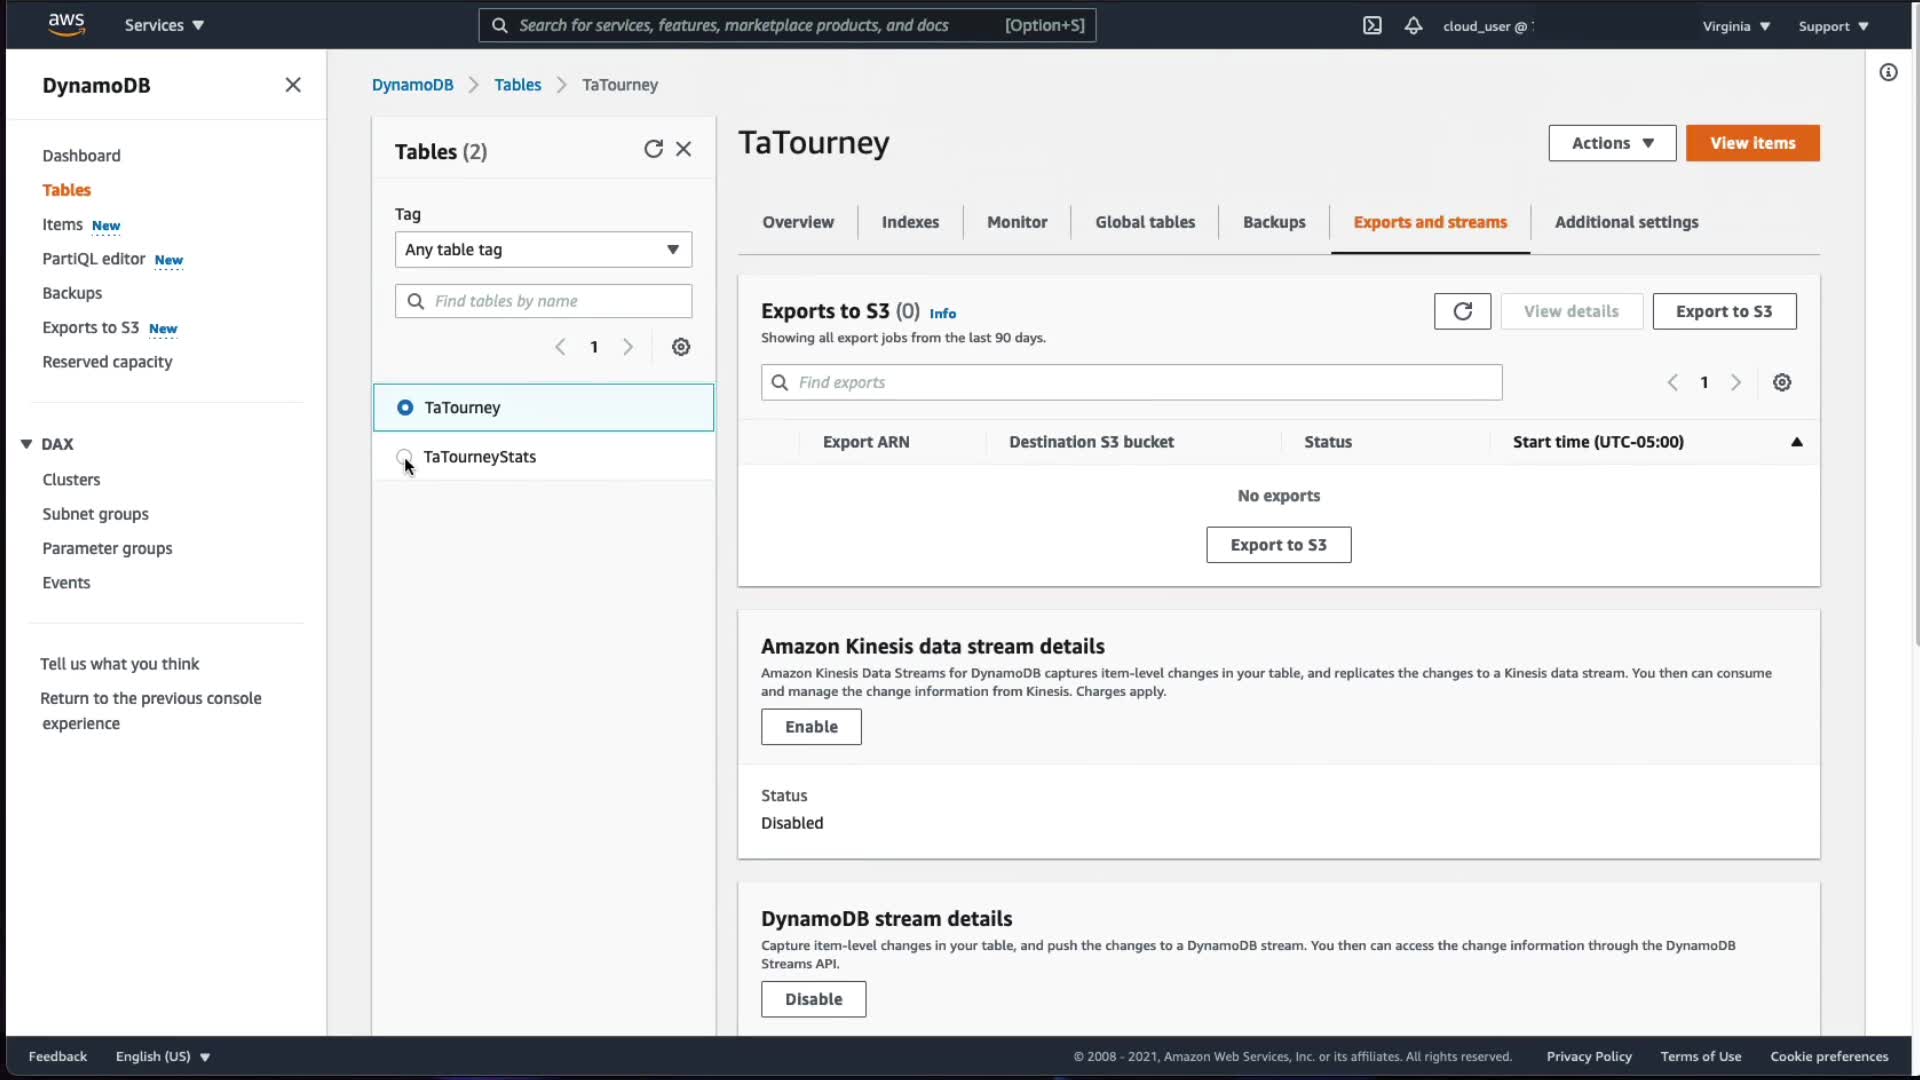 aws
Services
Search for services, features, marketplace products, and docs
[Option+S]
cloud_user @
Virginia
Support
DynamoDB
Dashboard
Tables
Items New
PartiQL editor New
Backups
Exports to S3 New
Reserved capacity
DAX
Clusters
Subnet groups
Parameter groups
Events
Tell us what you think
Return to the previous console
experience
DynamoDB
Tables
TaTourney
Tables (2)
Tag
Any table tag
Find tables by name
1
TaTourney
TaTourneyStats
TaTourney
Actions
View items
Overview
Indexes
Monitor
Global tables
Backups
Exports and streams
Additional settings
Exports to S3 (0) Info
Showing all export jobs from the last 90 days.
View details
Export to S3
Find exports
1
Export ARN
Destination S3 bucket
Status
Start time (UTC-05:00)
No exports
Export to S3
Amazon Kinesis data stream details
Amazon Kinesis Data Streams for DynamoDB captures item-level changes in your table, and replicates the changes to a Kinesis data stream. You then can consume
and manage the change information from Kinesis. Charges apply.
Enable
Status
Disabled
DynamoDB stream details
Capture item-level changes in your table, and push the changes to a DynamoDB stream. You then can access the change information through the DynamoDB
Streams API.
Disable
Feedback
English (US)
© 2008 - 2021, Amazon Web Services, Inc. or its affiliates. All rights reserved.
Privacy Policy
Terms of Use
Cookie preferences